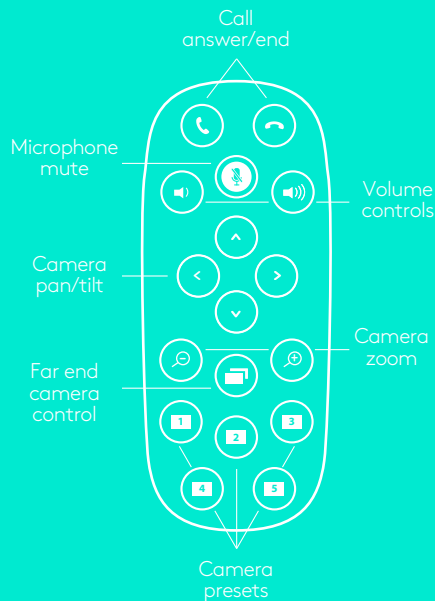 Call
answer/end
Microphone
mute
Volume
controls
Camera
pan/tilt
Camera
zoom
Far end
camera
control
1
2
3
4
5
Camera
presets